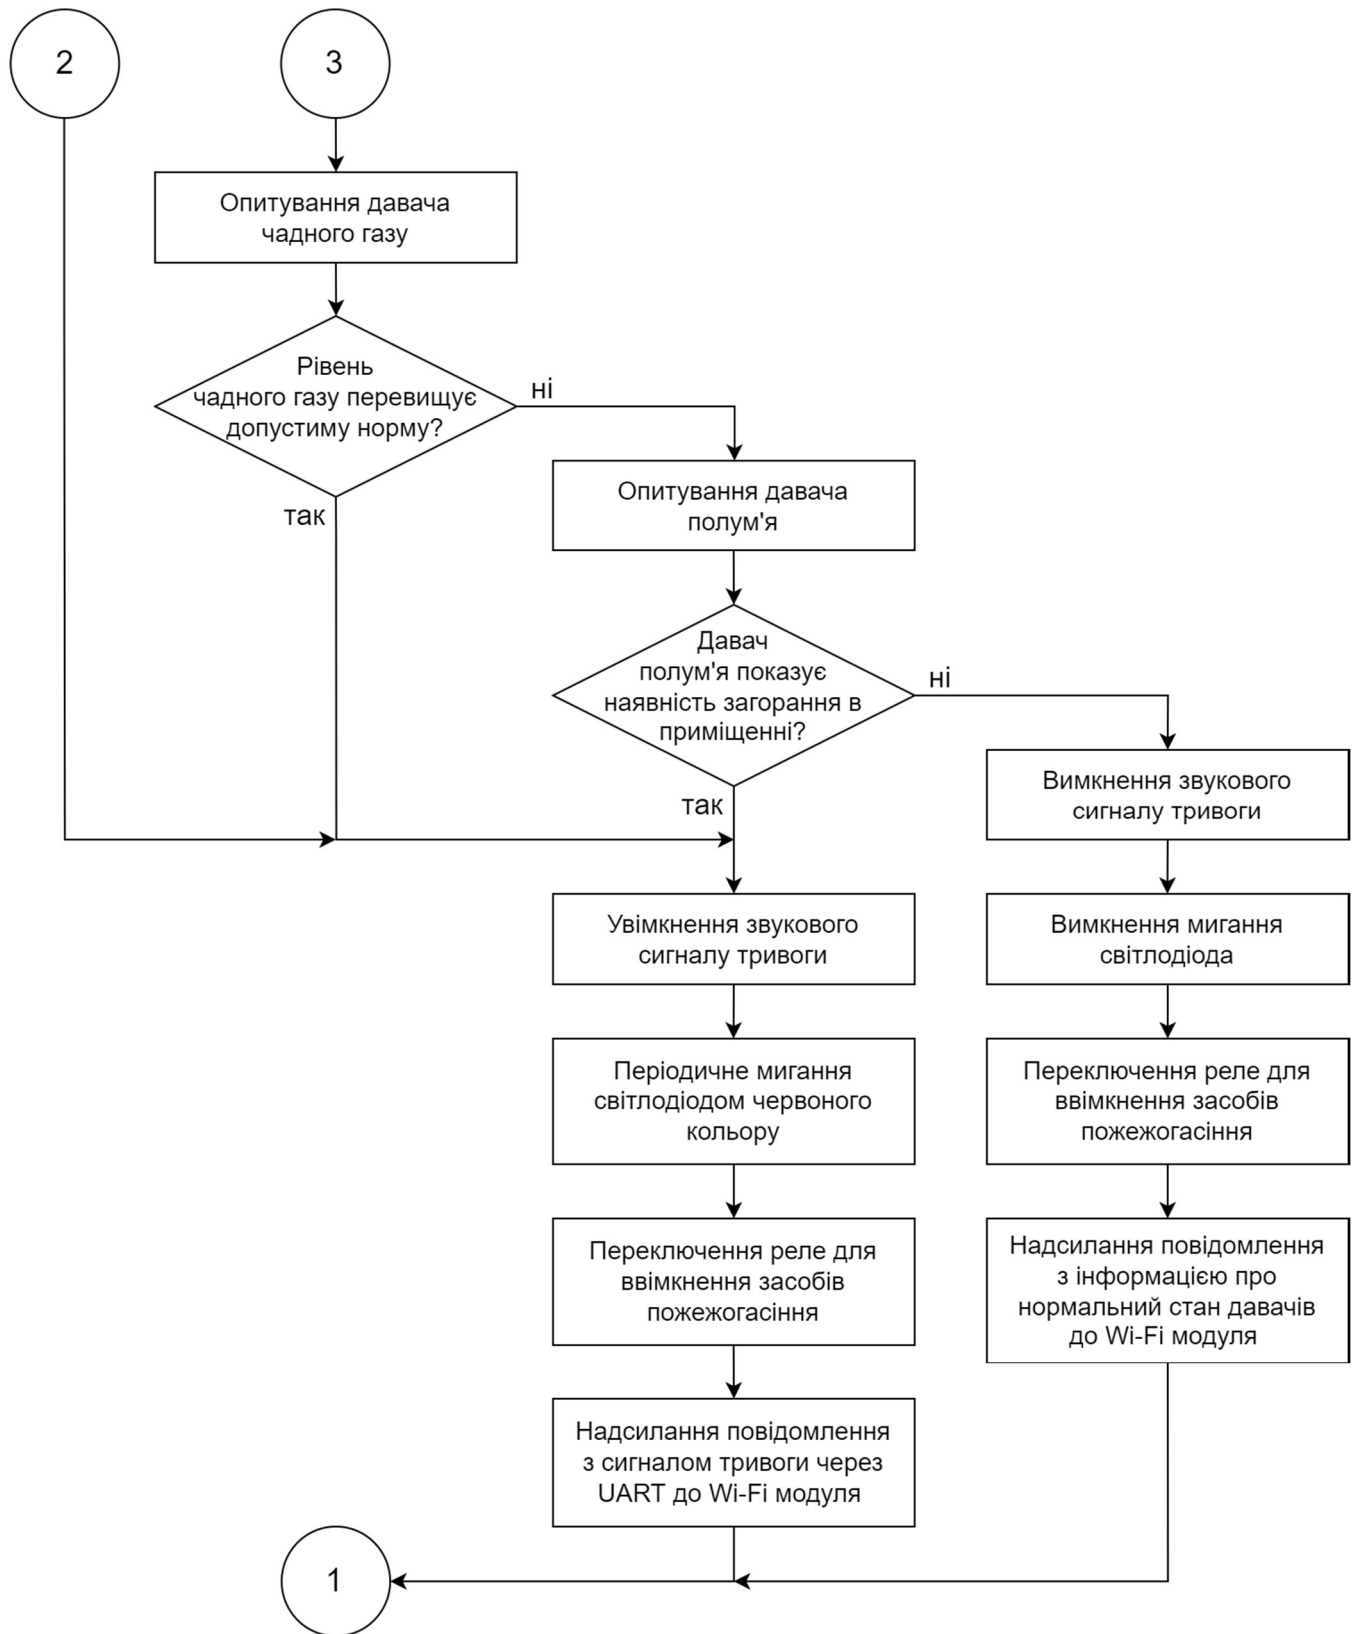 2
3
Опитування давача
чадного газу
Рівень
чадного газу перевищує
допустиму норму?
ні
так
Опитування давача
полум'я
Давач
полум'я показує
наявність загорання в
приміщенні?
ні
так
Вимкнення звукового
сигналу тривоги
Увімкнення звукового
сигналу тривоги
Вимкнення мигання
світлодіода
Періодичне мигання
світлодіодом червоного
кольору
Переключення реле для
ввімкнення засобів
пожежогасіння
Переключення реле для
ввімкнення засобів
пожежогасіння
Надсилання повідомлення
з інформацією про
нормальний стан давачів
до Wi-Fi модуля
Надсилання повідомлення
з сигналом тривоги через
UART до Wi-Fi модуля
1